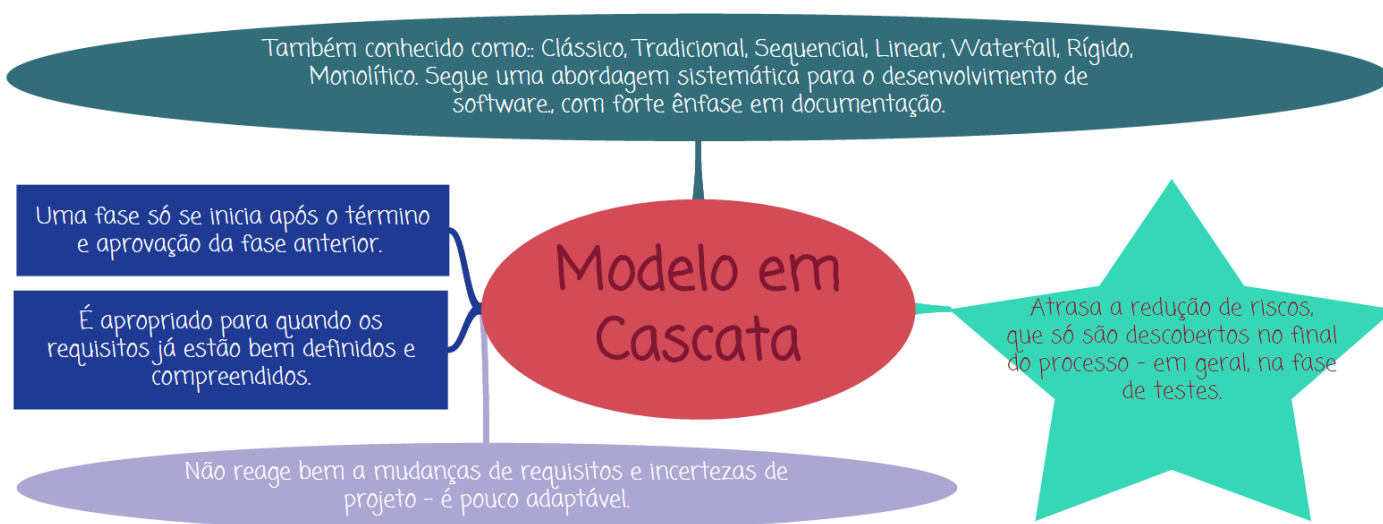 Também conhecido como:: Clássico, Tradicional, Sequencial, Linear, Waterfall, Rígido,
Monolítico. Segue uma abordagem sistemática para o desenvolvimento de
software., com forte ênfase em documentação.
Uma fase só se inicia após o término
e aprovação da fase anterior.
É apropriado para quando os
requisitos já estão bem definidos e
compreendidos.
Modelo em
Cascata
Atrasa a redução de riscos,
que só são descobertos no final
do processo - em geral, na fase
de testes.
Não reage bem a mudanças de requisitos e incertezas de
projeto - é pouco adaptável.